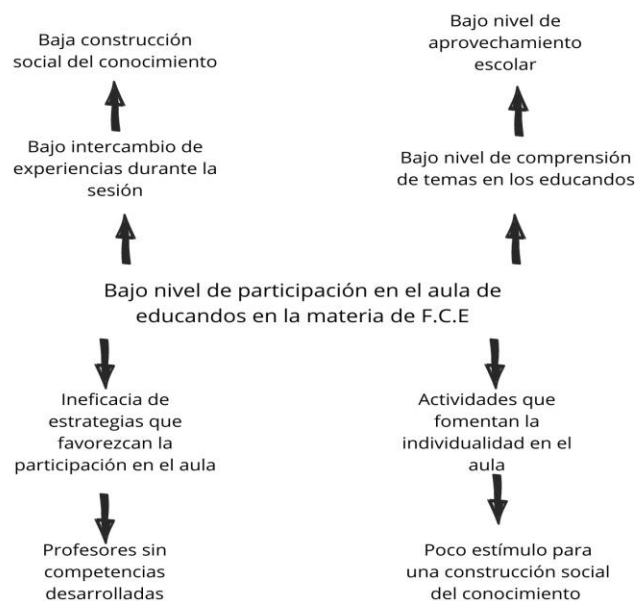 Baja construcción
social del conocimiento
Bajo nivel de
aprovechamiento
escolar
Bajo intercambio de
experiencias durante la
sesión
Bajo nivel de comprensión
de temas en los educandos
Bajo nivel de participación en el aula de
educandos en la materia de F.C.E
Ineficacia de
estrategias que
favorezcan la
participación en el aula
Actividades que
fomentan la
individualidad en el
aula
Profesores sin
competencias
desarrolladas
Poco estímulo para
una construcción social
del conocimiento